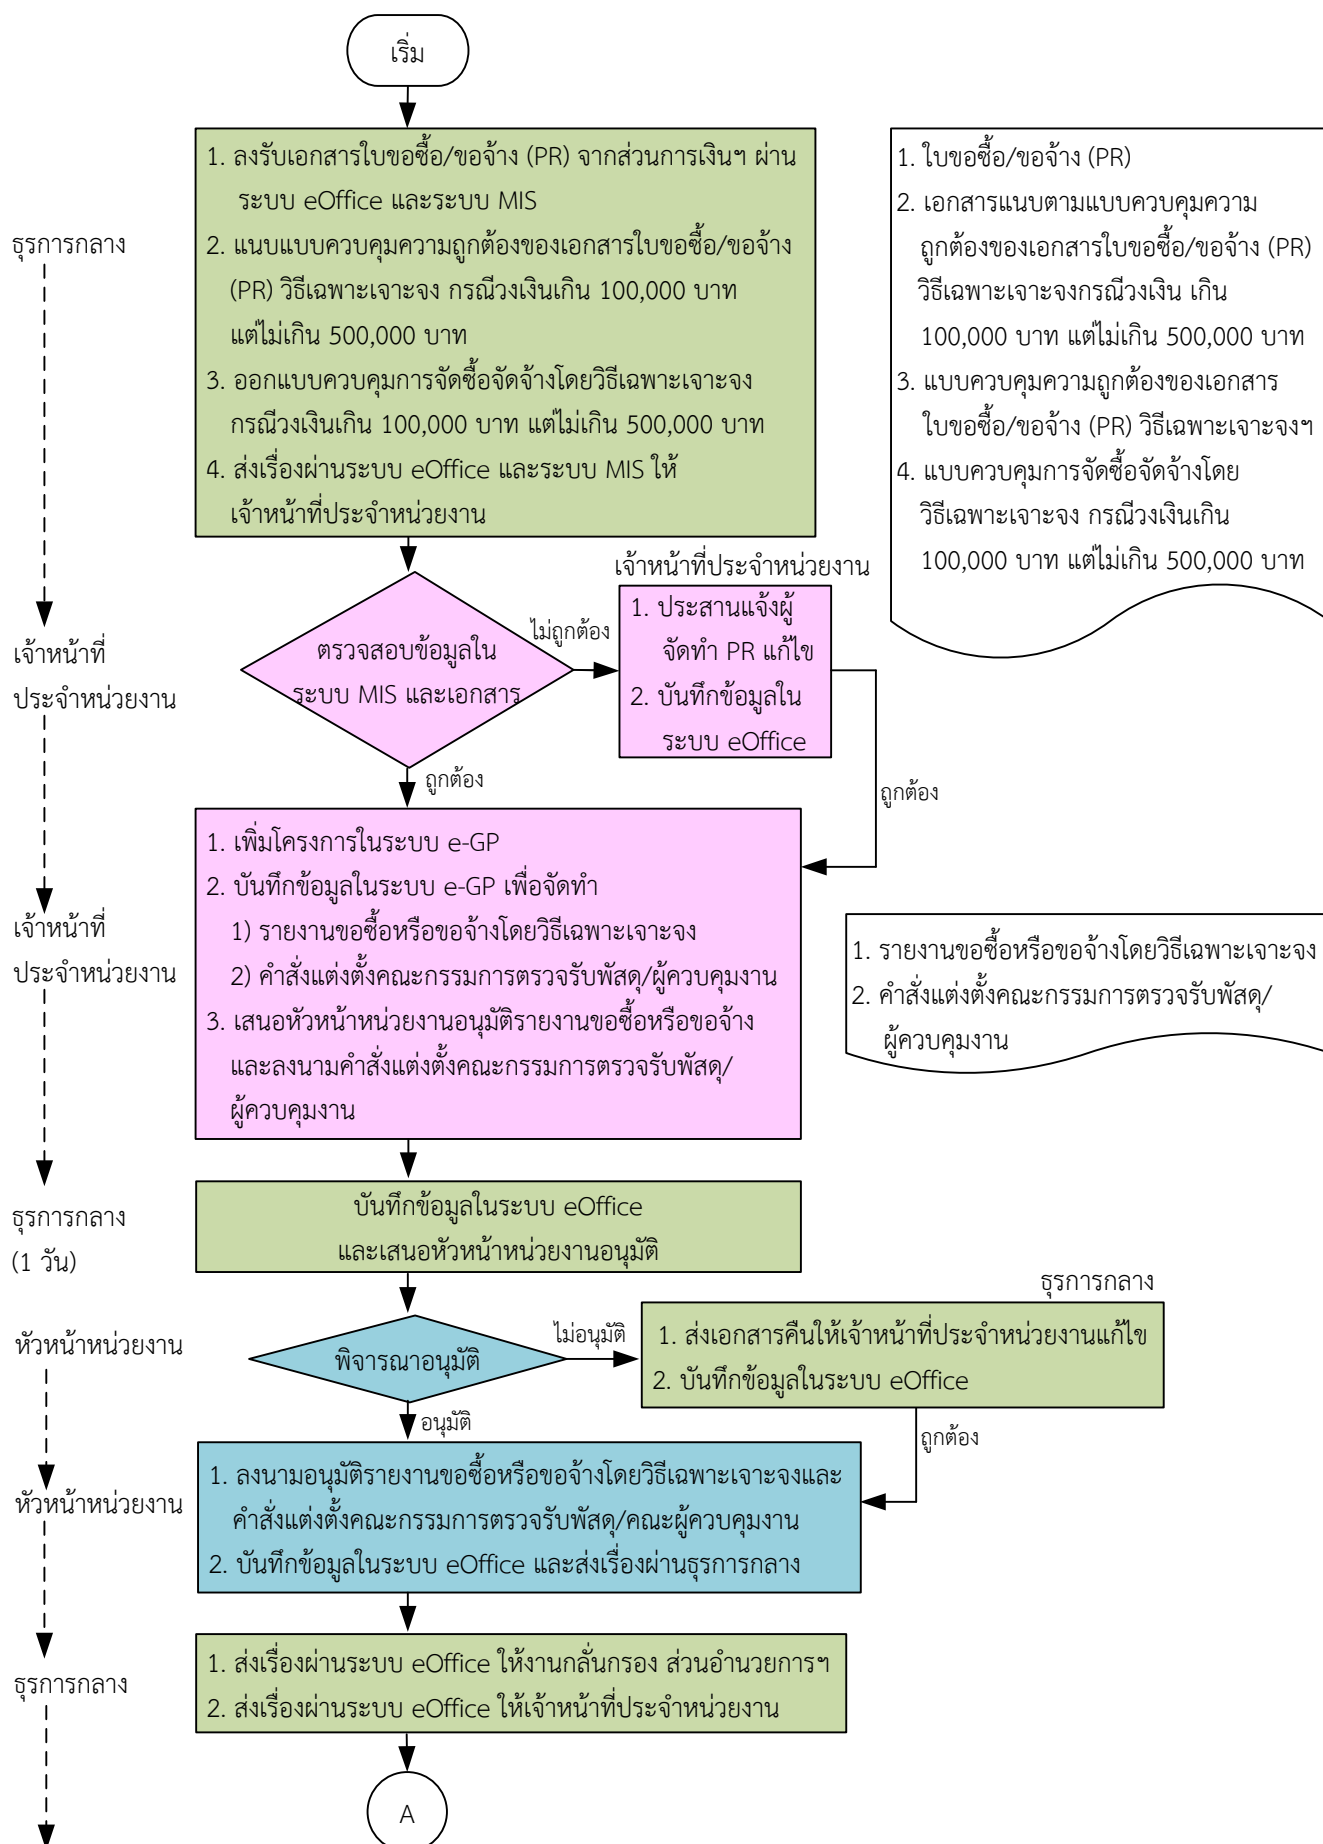 เริ่ม
1. ลงรับเอกสารใบขอซื้อ/ขอจ้าง (PR) จากส่วนการเงินฯ ผ่าน
ระบบ eOffice และระบบ MIS
2. แนบแบบควบคุมความถูกต้องของเอกสารใบขอซื้อ/ขอจ้าง
(PR) วิธีเฉพาะเจาะจง กรณีวงเงินเกิน 100,000 บาท
แต่ไม่เกิน 500,000 บาท
3. ออกแบบควบคุมการจัดซื้อจัดจ้างโดยวิธีเฉพาะเจาะจง
กรณีวงเงินเกิน 100,000 บาท แต่ไม่เกิน 500,000 บาท
4. ส่งเรื่องผ่านระบบ eOffice และระบบ MIS ให้
เจ้าหน้าที่ประจำหน่วยงาน
1. ใบขอซื้อ/ขอจ้าง (PR)
2. เอกสารแนบตามแบบควบคุมความ
ถูกต้องของเอกสารใบขอซื้อ/ขอจ้าง (PR)
วิธีเฉพาะเจาะจงกรณีวงเงิน เกิน
100,000 บาท แต่ไม่เกิน 500,000 บาท
3. แบบควบคุมความถูกต้องของเอกสาร
ใบขอซื้อ/ขอจ้าง (PR) วิธีเฉพาะเจาะจงฯ
4. แบบควบคุมการจัดซื้อจัดจ้างโดย
วิธีเฉพาะเจาะจง กรณีวงเงินเกิน
100,000 บาท แต่ไม่เกิน 500,000 บาท
ธุรการกลาง
เจ้าหน้าที่
ประจำหน่วยงาน
ตรวจสอบข้อมูลใน
ระบบ MIS และเอกสาร
ไม่ถูกต้อง
เจ้าหน้าที่ประจำหน่วยงาน
1. ประสานแจ้งผู้
จัดทำ PR แก้ไข
2. บันทึกข้อมูลใน
ระบบ eOffice
ถูกต้อง
ถูกต้อง
เจ้าหน้าที่
ประจำหน่วยงาน
1. เพิ่มโครงการในระบบ e-GP
2. บันทึกข้อมูลในระบบ e-GP เพื่อจัดทำ
1) รายงานขอซื้อหรือขอจ้างโดยวิธีเฉพาะเจาะจง
2) คำสั่งแต่งตั้งคณะกรรมการตรวจรับพัสดุ/ผู้ควบคุมงาน
3. เสนอหัวหน้าหน่วยงานอนุมัติรายงานขอซื้อหรือขอจ้าง
และลงนามคำสั่งแต่งตั้งคณะกรรมการตรวจรับพัสดุ/
ผู้ควบคุมงาน
1. รายงานขอซื้อหรือขอจ้างโดยวิธีเฉพาะเจาะจง
2. คำสั่งแต่งตั้งคณะกรรมการตรวจรับพัสดุ/
ผู้ควบคุมงาน
ธุรการกลาง
(1 วัน)
บันทึกข้อมูลในระบบ eOffice
และเสนอหัวหน้าหน่วยงานอนุมัติ
หัวหน้าหน่วยงาน
พิจารณาอนุมัติ
ไม่อนุมัติ
ธุรการกลาง
1. ส่งเอกสารคืนให้เจ้าหน้าที่ประจำหน่วยงานแก้ไข
2. บันทึกข้อมูลในระบบ eOffice
อนุมัติ
ถูกต้อง
หัวหน้าหน่วยงาน
1. ลงนามอนุมัติรายงานขอซื้อหรือขอจ้างโดยวิธีเฉพาะเจาะจงและ
คำสั่งแต่งตั้งคณะกรรมการตรวจรับพัสดุ/คณะผู้ควบคุมงาน
2. บันทึกข้อมูลในระบบ eOffice และส่งเรื่องผ่านธุรการกลาง
ธุรการกลาง
1. ส่งเรื่องผ่านระบบ eOffice ให้งานกลั่นกรอง ส่วนอำนวยการฯ
2. ส่งเรื่องผ่านระบบ eOffice ให้เจ้าหน้าที่ประจำหน่วยงาน
A